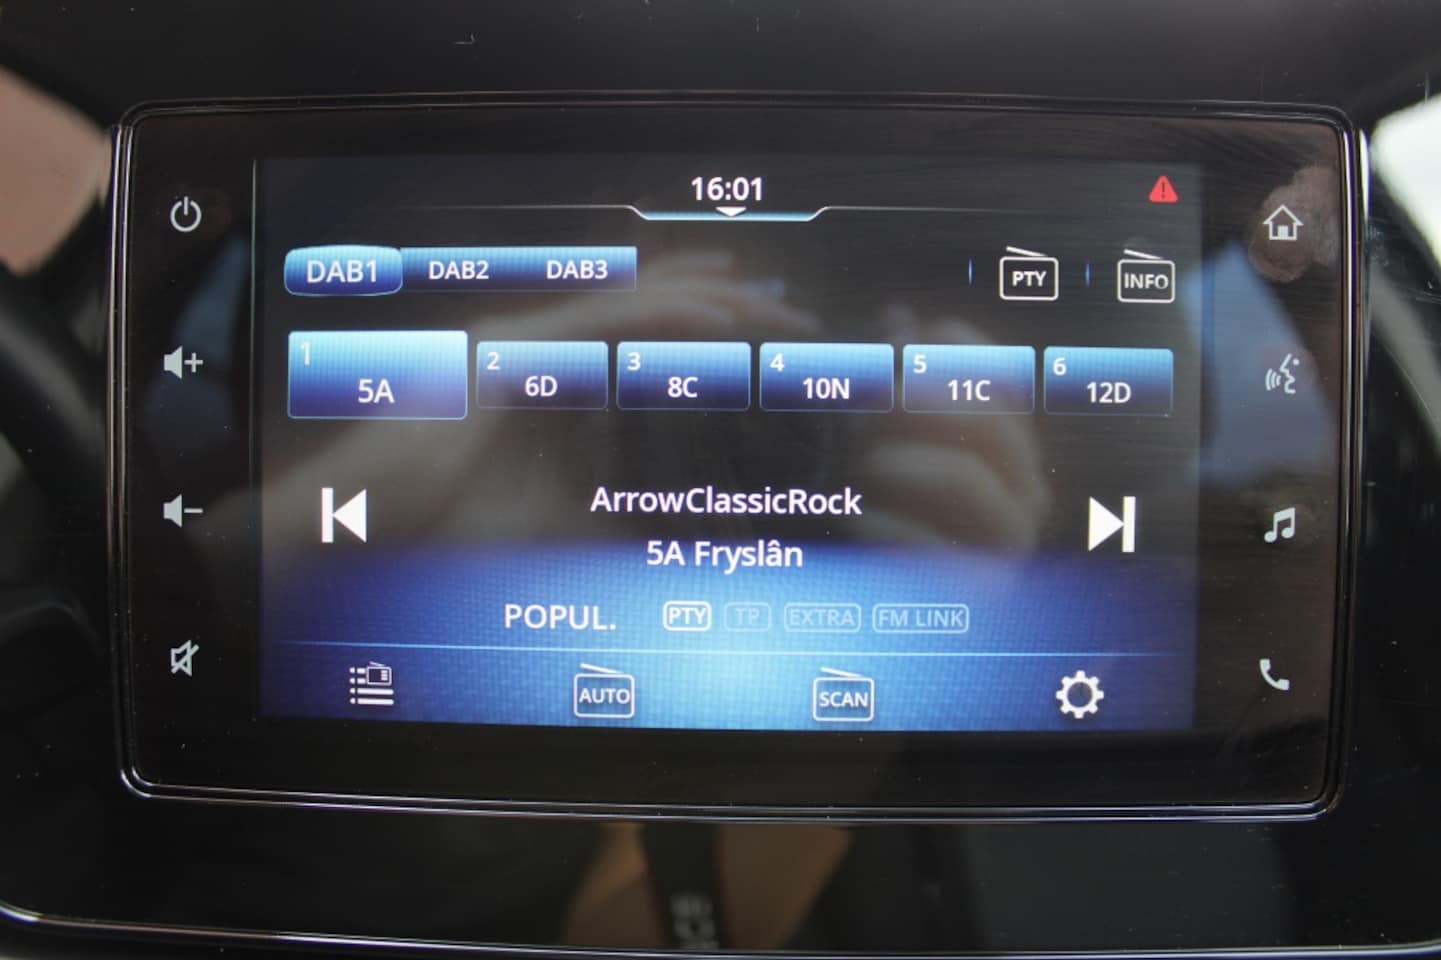 16:01
DAB1 DAB2 DAB3 PTY INFO
1 2 3 4 5 6
5A 6D 8C 10N 11C 12D
ArrowClassicRock
5A Fryslân
POPUL. PTY TP EXTRA FM LINK
AUTO SCAN